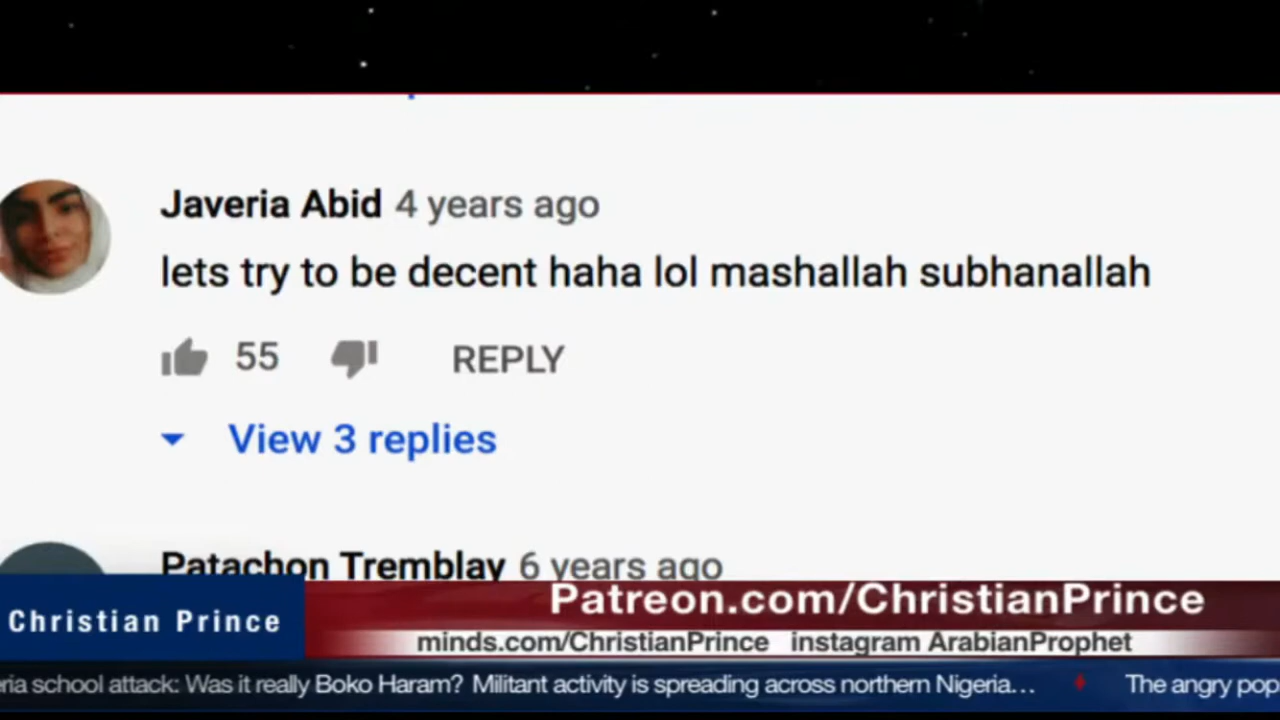 Javeria Abid 4 years ago
lets try to be decent haha lol mashallah subhanallah
55 REPLY
View 3 replies
Patachon Tremblay 6 years ago
Christian Prince
Patreon.com/ChristianPrince
minds.com/ChristianPrince instagram ArabianProphet
ria school attack: Was it really Boko Haram? Militant activity is spreading across northern Nigeria... The angry pop